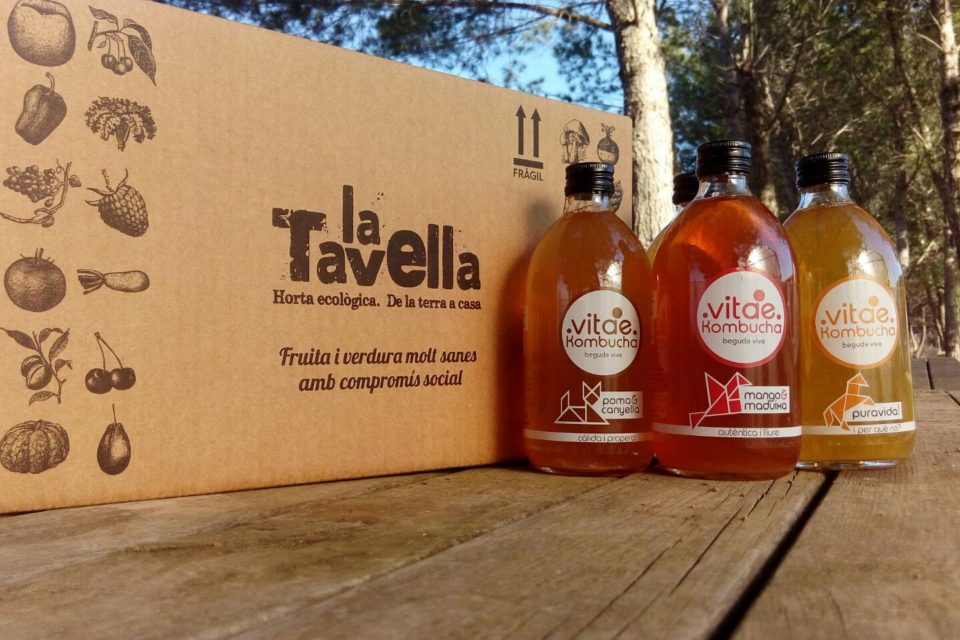 FRÀGIL
la
Tavella
Horta ecològica. De la terra a casa
Fruita i verdura molt sanes
amb compromís social
.vitae.
Kombucha
beguda viva
poma&
canyella
càlida i propera
.vitae.
Kombucha
beguda viva
mango&
maduixa
autèntica i lliure
.vitae.
Kombucha
beguda viva
puravida!
i per què no?